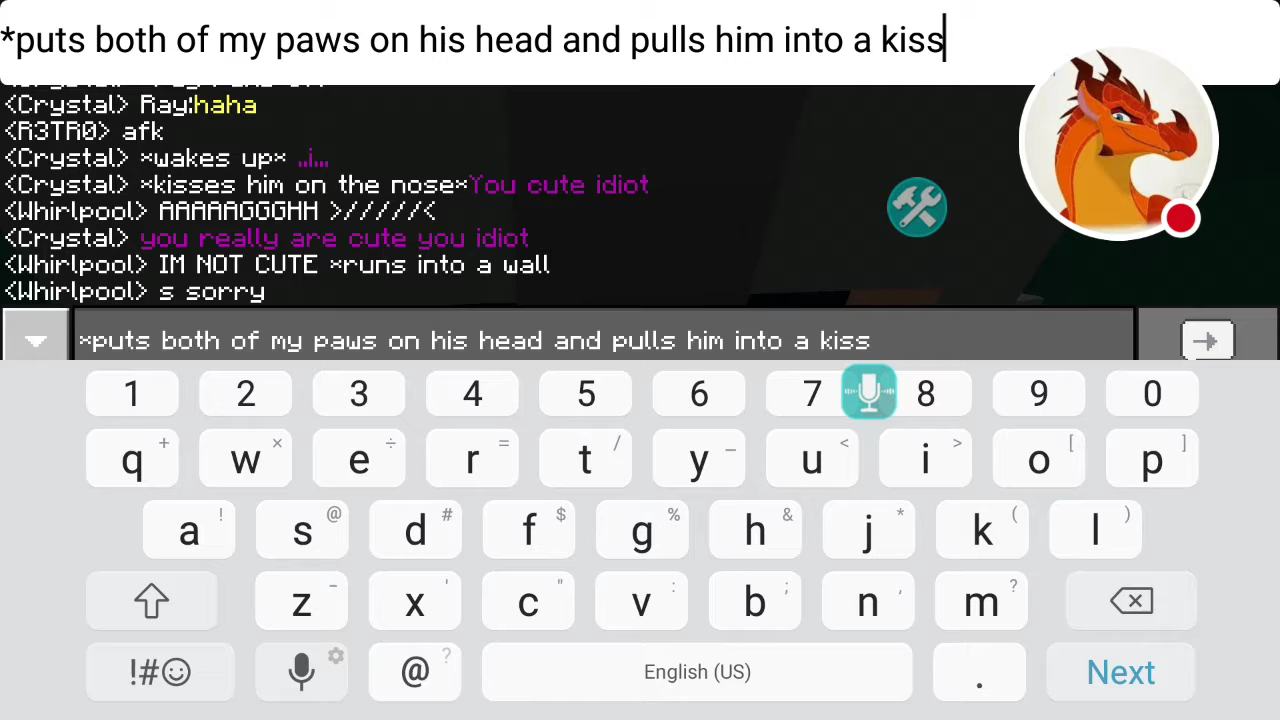 *puts both of my paws on his head and pulls him into a kiss
<Crystal> Ray:haha
<R3TR0> afk
<Crystal> *wakes up* ..i...
<Crystal> *kisses him on the nose*You cute idiot
<Whirlpool> AAAAAGGGHH >/////<
<Crystal> you really are cute you idiot
<Whirlpool> IM NOT CUTE *runs into a wall
<Whirlpool> s sorry
*puts both of my paws on his head and pulls him into a kiss
1 2 3 4 5 6 7 8 9 0
q + w × e ÷ r = t / y _ u < i > o [ p ]
a ! s @ d # f $ g % h & j * k ( l )
z - x ' c " v : b ; n , m ?
!#☺ @ ? English (US) . Next